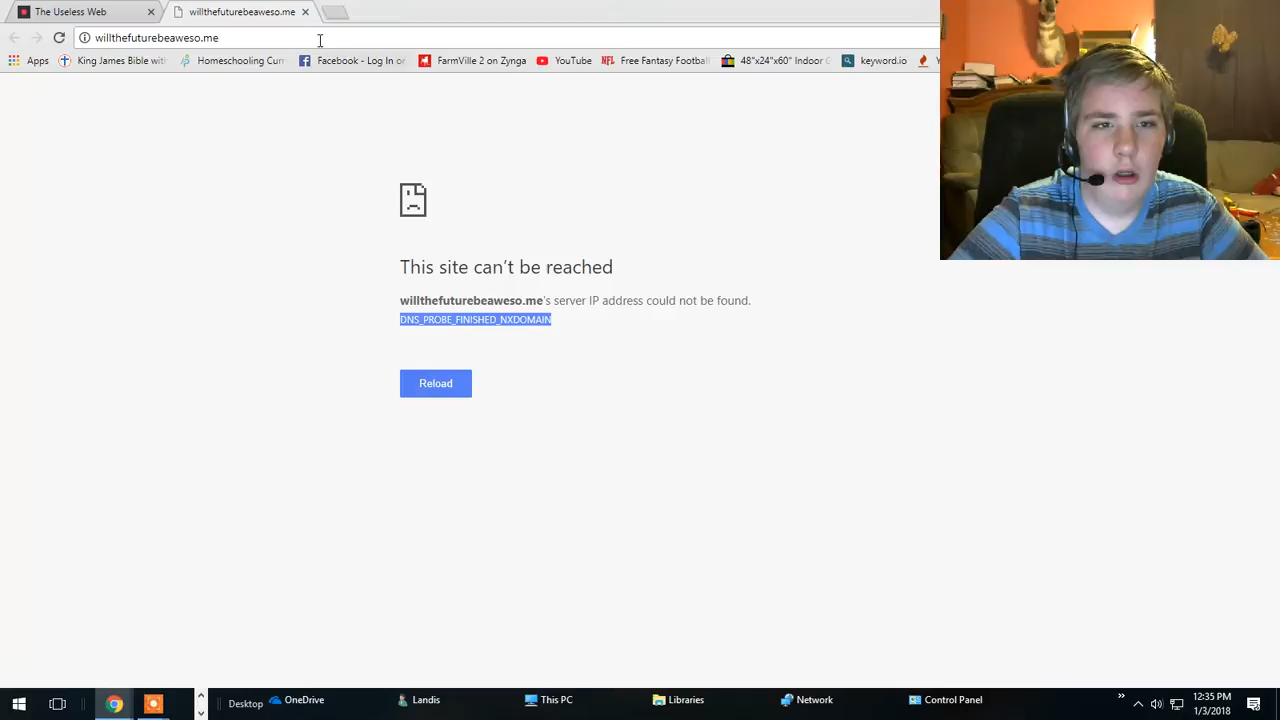 The Useless Web
willthefuturebeaweso.me
willthefuturebeaweso.me
Apps King James Bible with Homeschooling Curr Facebook - Log In or FarmVille 2 on Zynga YouTube NFL Free Fantasy Football 48"x24"x60" Indoor G keyword.io
This site can’t be reached
willthefuturebeaweso.me's server IP address could not be found.
DNS_PROBE_FINISHED_NXDOMAIN
Reload
Desktop OneDrive Landis This PC Libraries Network Control Panel
12:35 PM
1/3/2018